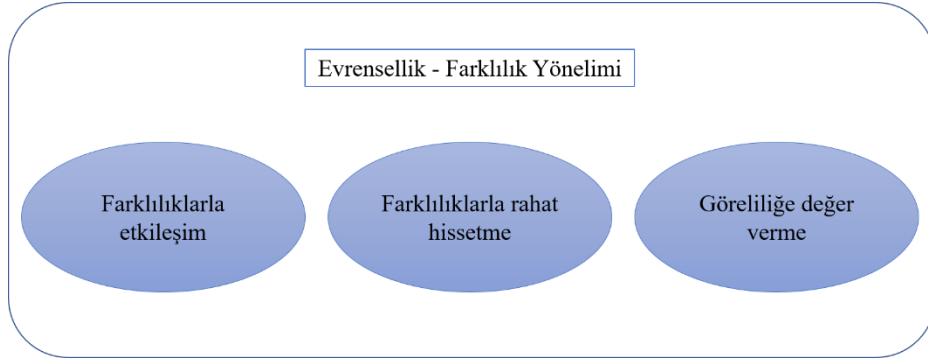 Evrensellik - Farklılık Yönelimi
Farklılıklarla
etkileşim
Farklılıklarla rahat
hissetme
Göreliliğe değer
verme